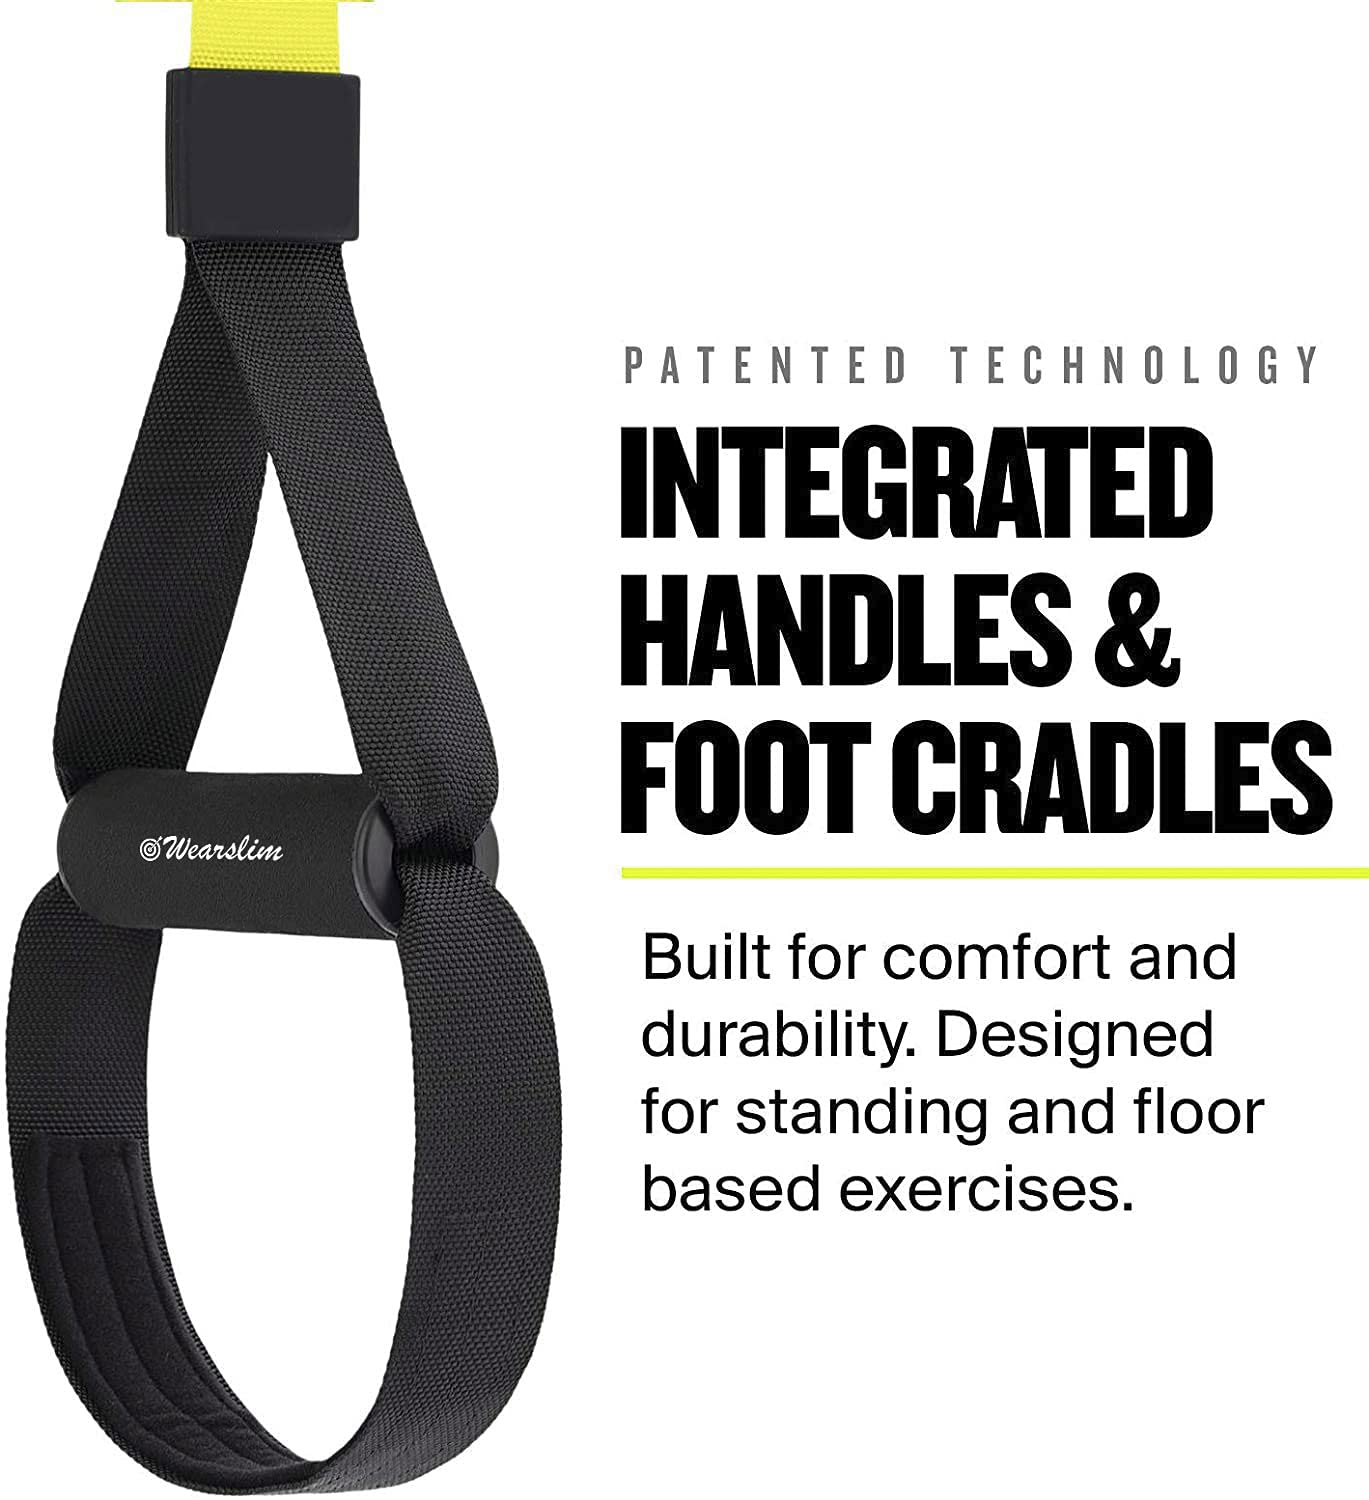 PATENTED TECHNOLOGY
INTEGRATED
HANDLES &
FOOT CRADLES
Wearslim
Built for comfort and
durability. Designed
for standing and floor
based exercises.